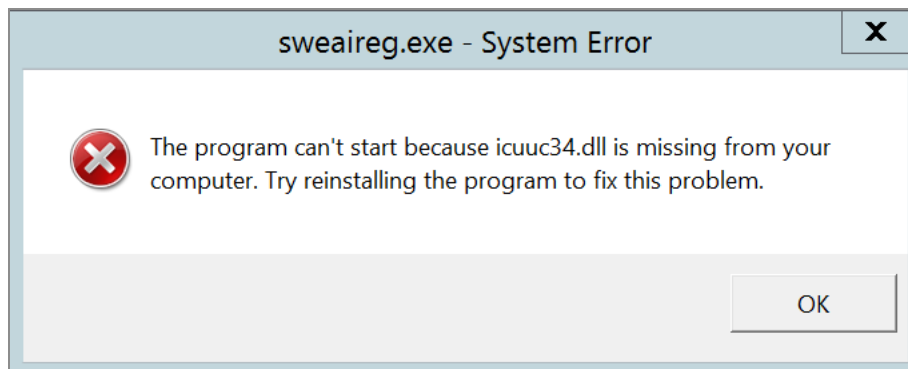 sweaireg.exe - System Error
X
The program can't start because icuuc34.dll is missing from your
computer. Try reinstalling the program to fix this problem.
OK